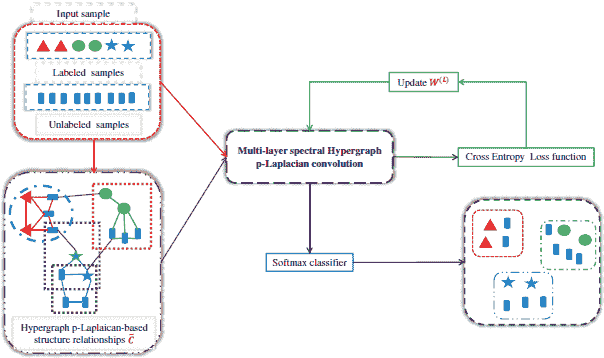 Input sample
Labeled samples
Unlabeled samples
Update W^(L)
Multi-layer spectral Hypergraph
p-Laplacian convolution
Cross Entropy Loss function
Softmax classifier
Hypergraph p-Laplaican-based
structure relationships C̃